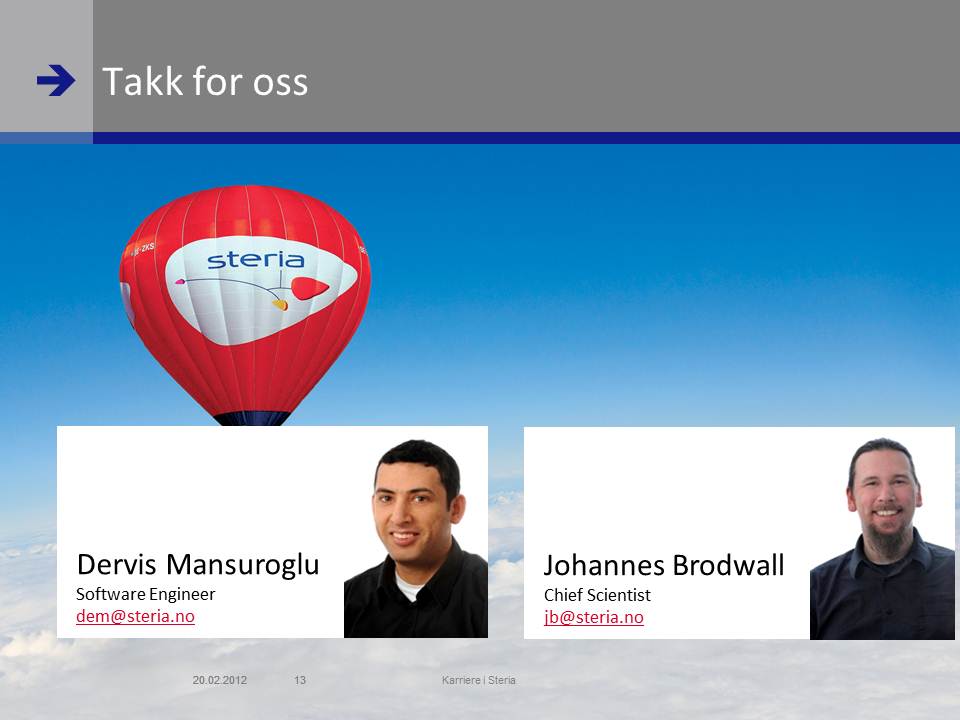 Takk for oss
steria
Dervis Mansuroglu
Software Engineer
dem@steria.no
Johannes Brodwall
Chief Scientist
jb@steria.no
20.02.2012
13
Karriere i Steria